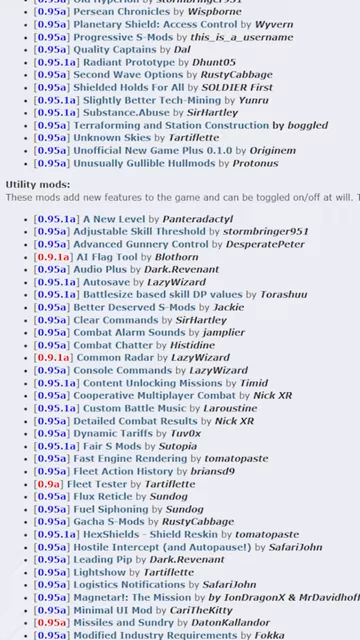 [0.95a] Persean Chronicles by Wispborne
[0.95a] Planetary Shield: Access Control by Wyvern
[0.95a] Progressive S-Mods by this_is_a_username
[0.95a] Quality Captains by Dal
[0.95.1a] Radiant Prototype by Dhunt05
[0.95a] Second Wave Options by RustyCabbage
[0.95a] Shielded Holds For All by SOLDIER First
[0.95.1a] Slightly Better Tech-Mining by Yunru
[0.95.1a] Substance.Abuse by SirHartley
[0.95a] Terraforming and Station Construction by boggled
[0.95a] Unknown Skies by Tartiflette
[0.95a] Unofficial New Game Plus 0.1.0 by Originem
[0.95a] Unusually Gullible Hullmods by Protonus
Utility mods:
These mods add new features to the game and can be toggled on/off at will.
[0.95.1a] A New Level by Panteradactyl
[0.95a] Adjustable Skill Threshold by stormbringer951
[0.95a] Advanced Gunnery Control by DesperatePeter
[0.9.1a] AI Flag Tool by Blothorn
[0.95a] Audio Plus by Dark.Revenant
[0.95.1a] Autosave by LazyWizard
[0.95.1a] Battlesize based skill DP values by Torashuu
[0.95a] Better Deserved S-Mods by Jackie
[0.95a] Clear Commands by SirHartley
[0.95a] Combat Alarm Sounds by jamplier
[0.95a] Combat Chatter by Histidine
[0.9.1a] Common Radar by LazyWizard
[0.95a] Console Commands by LazyWizard
[0.95.1a] Content Unlocking Missions by Timid
[0.95a] Cooperative Multiplayer Combat by Nick XR
[0.95.1a] Custom Battle Music by Laroustine
[0.95a] Detailed Combat Results by Nick XR
[0.95a] Dynamic Tariffs by Tuv0x
[0.95.1a] Fair S Mods by Sutopia
[0.95a] Fast Engine Rendering by tomatopaste
[0.95a] Fleet Action History by briansd9
[0.9a] Fleet Tester by Tartiflette
[0.95a] Flux Reticle by Sundog
[0.95a] Fuel Siphoning by Sundog
[0.95a] Gacha S-Mods by RustyCabbage
[0.95.1a] HexShields - Shield Reskin by tomatopaste
[0.95a] Hostile Intercept (and Autopause!) by SafariJohn
[0.95a] Leading Pip by Dark.Revenant
[0.95a] Lightshow by Tartiflette
[0.95a] Logistics Notifications by SafariJohn
[0.95a] Magnetar!: The Mission by by IonDragonX & MrDavidhoff
[0.95a] Minimal UI Mod by CariTheKitty
[0.95a] Missiles and Sundry by DatonKallandor
[0.95a] Modified Industry Requirements by Fokka